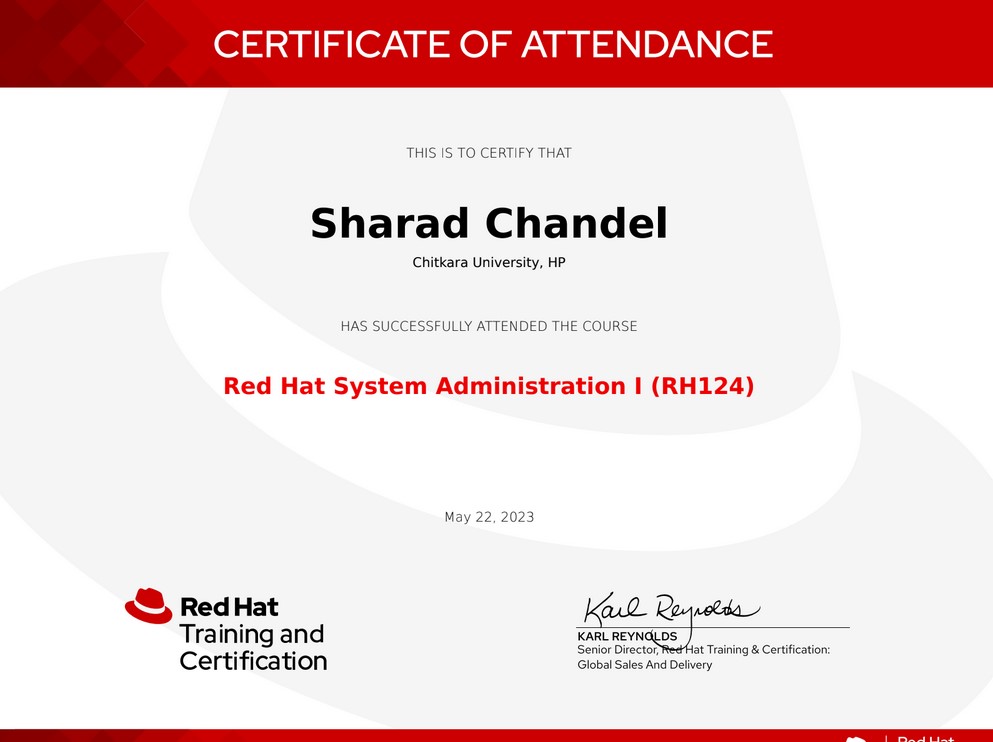 CERTIFICATE OF ATTENDANCE
THIS IS TO CERTIFY THAT
Sharad Chandel
Chitkara University, HP
HAS SUCCESSFULLY ATTENDED THE COURSE
Red Hat System Administration I (RH124)
May 22, 2023
Red Hat
Training and
Certification
Karl Reynolds
KARL REYNOLDS
Senior Director, Red Hat Training & Certification:
Global Sales And Delivery
Red Hat